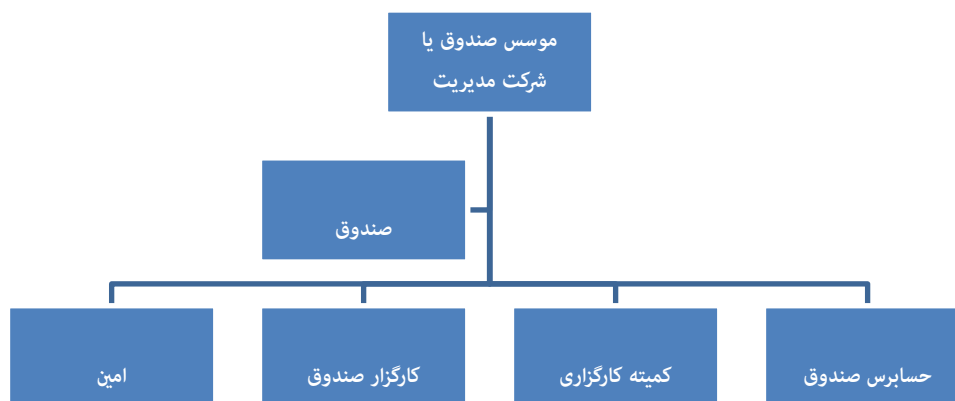 موسس صندوق یا
شرکت مدیریت
صندوق
حسابرس صندوق
کمیته کارگزاری
کارگزار صندوق
امین